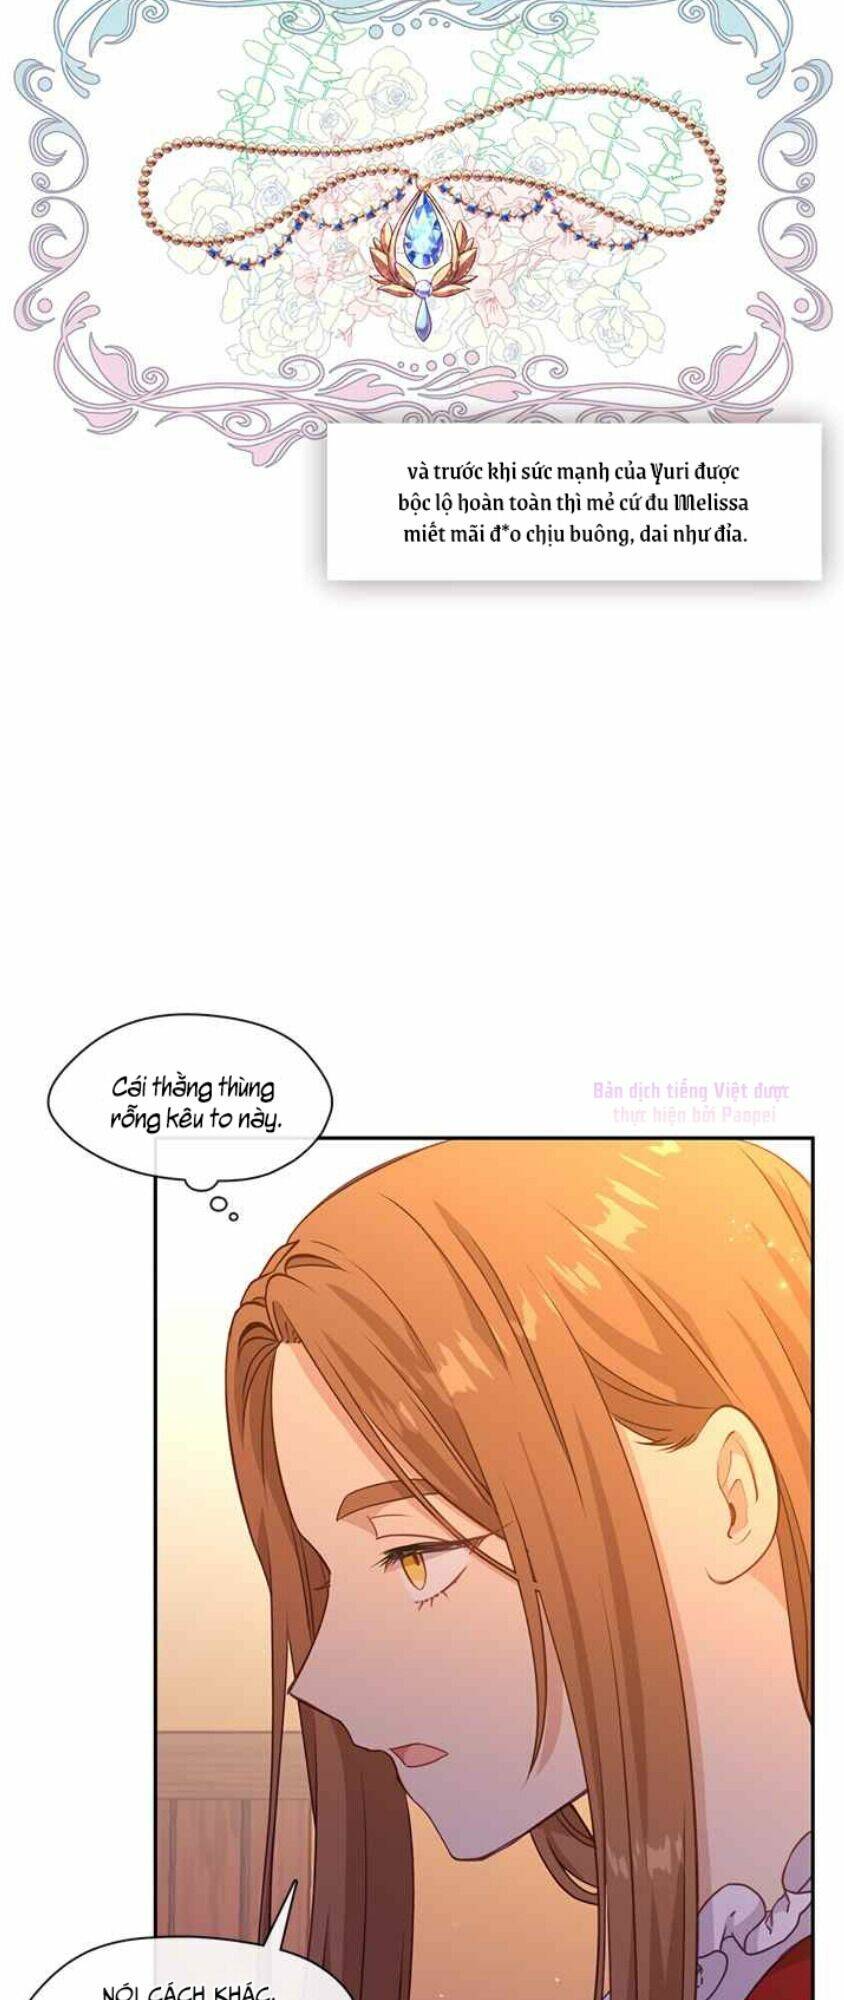 và trước khi sức mạnh của Yuri được
bộc lộ hoàn toàn thì mẻ cứ đu Melissa
miết mãi đ*o chịu buông, dai như đỉa.
Cái thằng thùng
rỗng kêu to này.
Bản dịch tiếng Việt được
thực hiện bởi Paopei
NÓI CÁCH KHÁC,